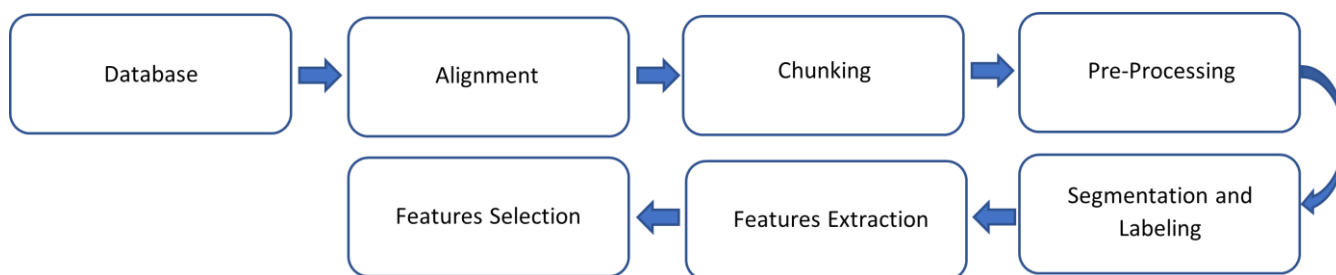 Database
Alignment
Chunking
Pre-Processing
Segmentation and
Labeling
Features Extraction
Features Selection